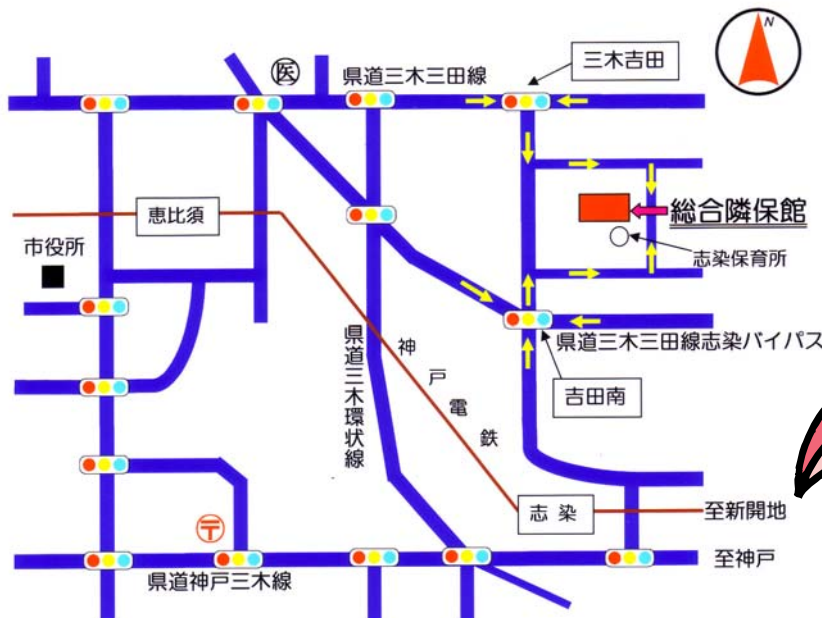 N
医
県道三木三田線
三木吉田
恵比須
総合隣保館
市役所
志染保育所
県道三木三田線志染バイパス
県道三木環状線
神戸電鉄
吉田南
志染
至新開地
〒
至神戸
県道神戸三木線